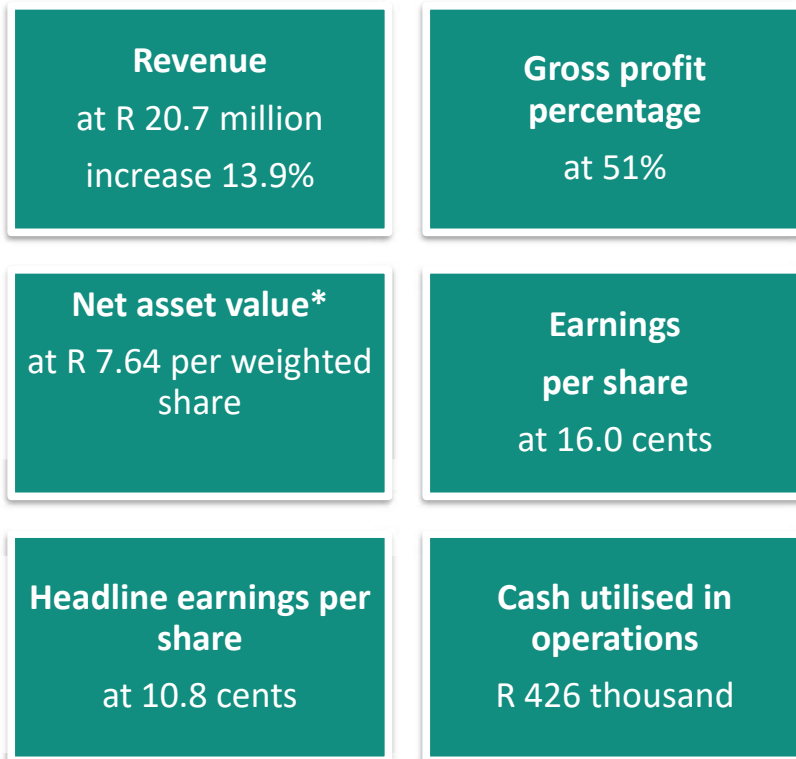 Revenue
at R 20.7 million
increase 13.9%
Gross profit
percentage
at 51%
Net asset value*
at R 7.64 per weighted
share
Earnings
per share
at 16.0 cents
Headline earnings per
share
at 10.8 cents
Cash utilised in
operations
R 426 thousand